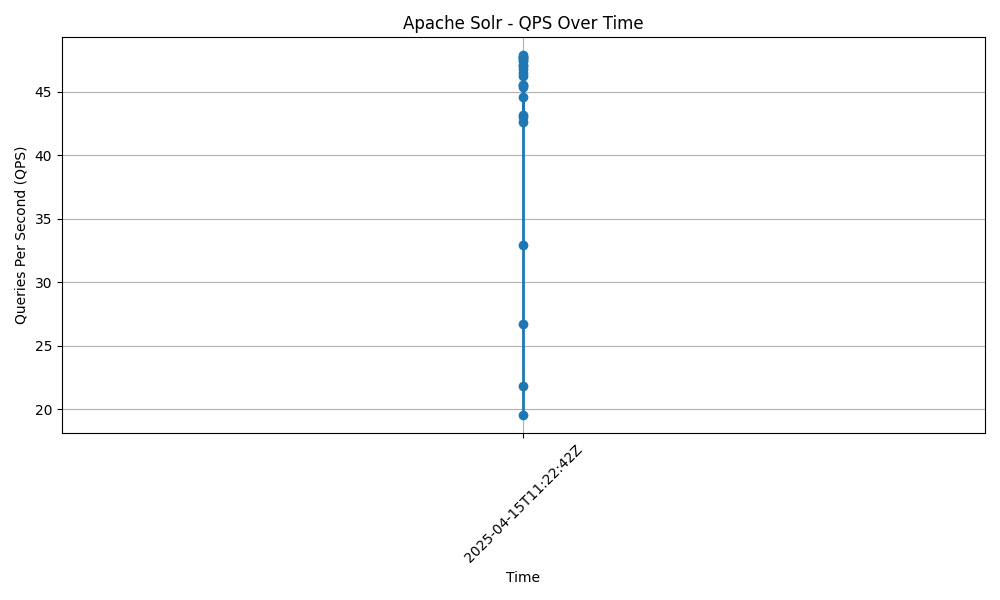 Apache Solr - QPS Over Time
Queries Per Second (QPS)
45
40
35
30
25
20
2025-04-15T11:22:42Z
Time